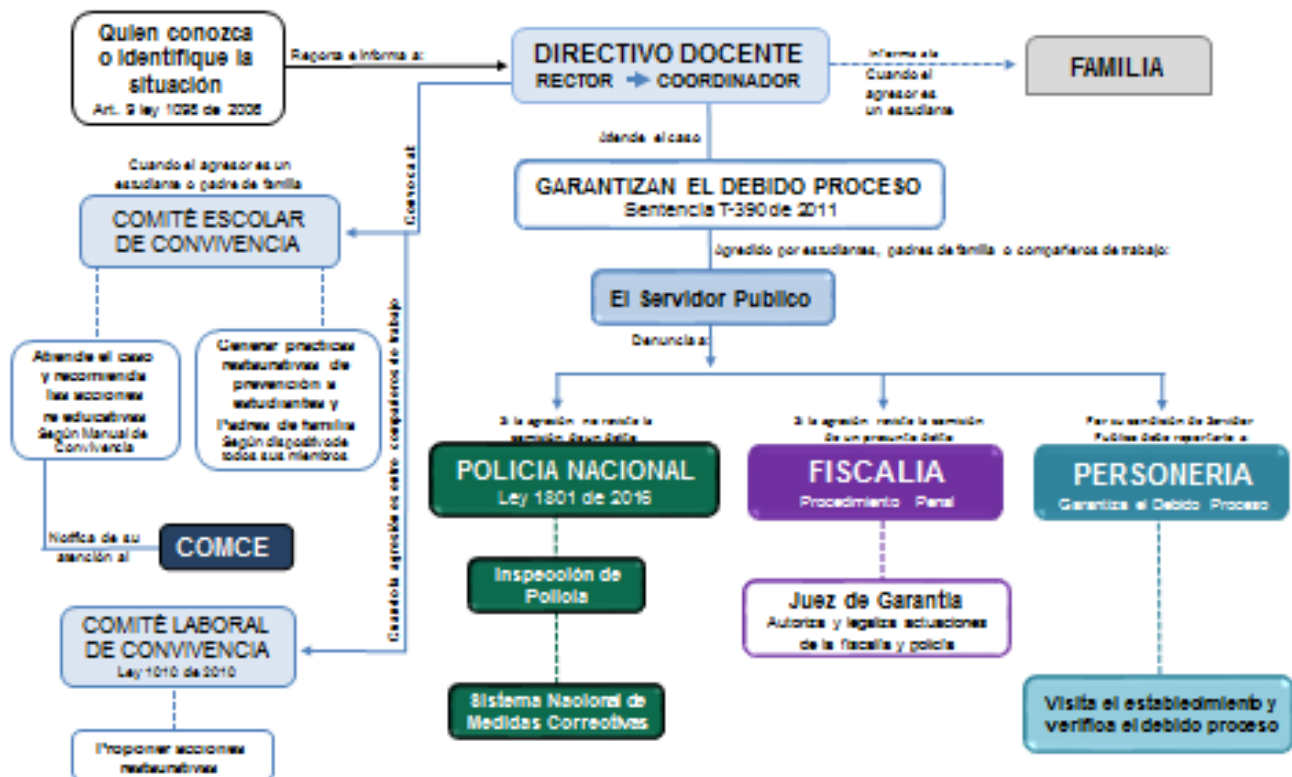 Quien conozca
o identifique la
situación
Art. 9 ley 1098 de 2006
Reporta e informa a:
DIRECTIVO DOCENTE
RECTOR COORDINADOR
Informa a la
Cuando el
agresor es
un estudiante
FAMILIA
Atiende el caso
GARANTIZAN EL DEBIDO PROCESO
Sentencia T-390 de 2011
Agredido por estudiantes, padres de familia o compañeros de trabajo:
El Servidor Publico
Denuncia a:
Convoca al:
Cuando el agresor es un
estudiante o padre de familia
COMITÉ ESCOLAR
DE CONVIVENCIA
Atiende el caso
y recomienda
las acciones
re educativas
Según Manual de
Convivencia
Generar practicas
restaurativas de
prevención a
estudiantes y
Padres de familia
Según dispositivo de
todos sus miembros
Notifica de su
atención al
COMCE
Cuando la agresión es entre compañeros de trabajo
COMITÉ LABORAL
DE CONVIVENCIA
Ley 1010 de 2010
Proponer acciones
restaurativas
Si la agresión no reviste la
comisión de un delito
POLICIA NACIONAL
Ley 1801 de 2016
Inspección de
Policía
Sistema Nacional de
Medidas Correctivas
Si la agresión reviste la comisión
de un presunto delito
FISCALIA
Procedimiento Penal
Juez de Garantia
Autoriza y legaliza actuaciones
de la fiscalía y policía
Por su condición de Servidor
Publico debe reportarlo a:
PERSONERIA
Garantiza el Debido Proceso
Visita el establecimiento y
verifica el debido proceso